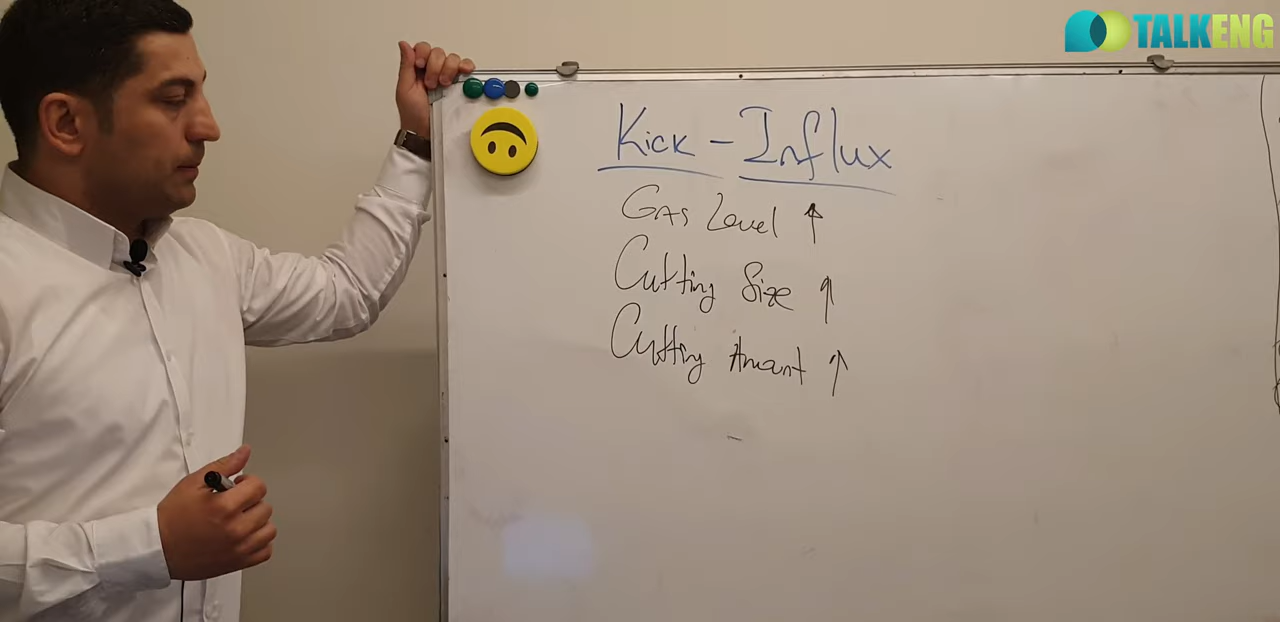 TALKENG
Kick - Influx
Gas Level ↑
Cutting Size ↑
Cutting Amount ↑